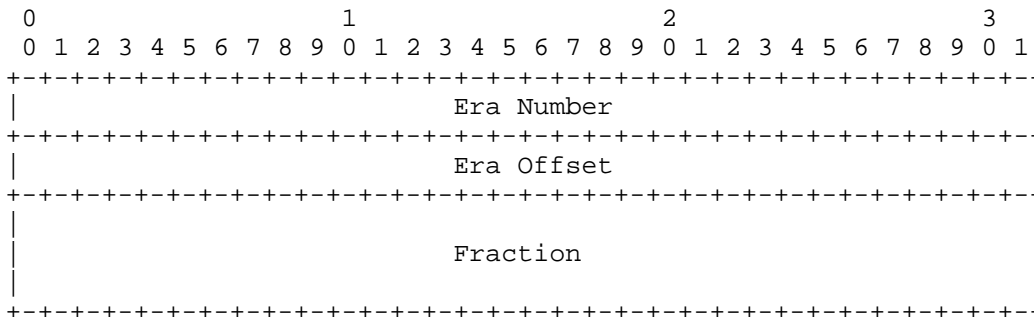 0                   1                   2                   3
 0 1 2 3 4 5 6 7 8 9 0 1 2 3 4 5 6 7 8 9 0 1 2 3 4 5 6 7 8 9 0 1
+-+-+-+-+-+-+-+-+-+-+-+-+-+-+-+-+-+-+-+-+-+-+-+-+-+-+-+-+-+-+-+-
|                           Era Number
+-+-+-+-+-+-+-+-+-+-+-+-+-+-+-+-+-+-+-+-+-+-+-+-+-+-+-+-+-+-+-+-
|                           Era Offset
+-+-+-+-+-+-+-+-+-+-+-+-+-+-+-+-+-+-+-+-+-+-+-+-+-+-+-+-+-+-+-+-
|
|                           Fraction
|
+-+-+-+-+-+-+-+-+-+-+-+-+-+-+-+-+-+-+-+-+-+-+-+-+-+-+-+-+-+-+-+-